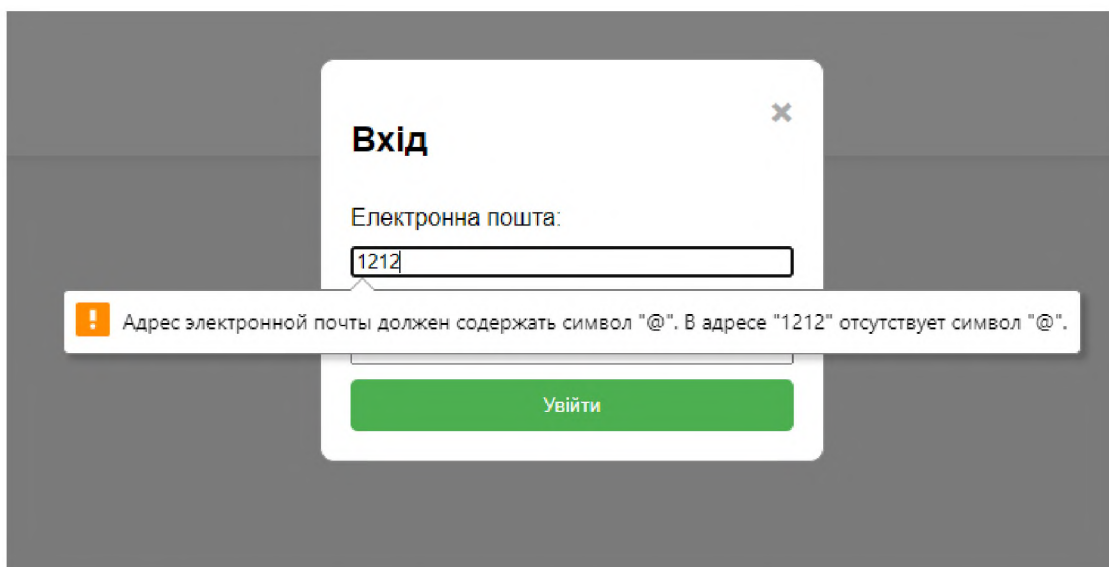 Вхід
Електронна пошта:
1212
Адрес электронной почты должен содержать символ "@". В адресе "1212" отсутствует символ "@".
Увійти